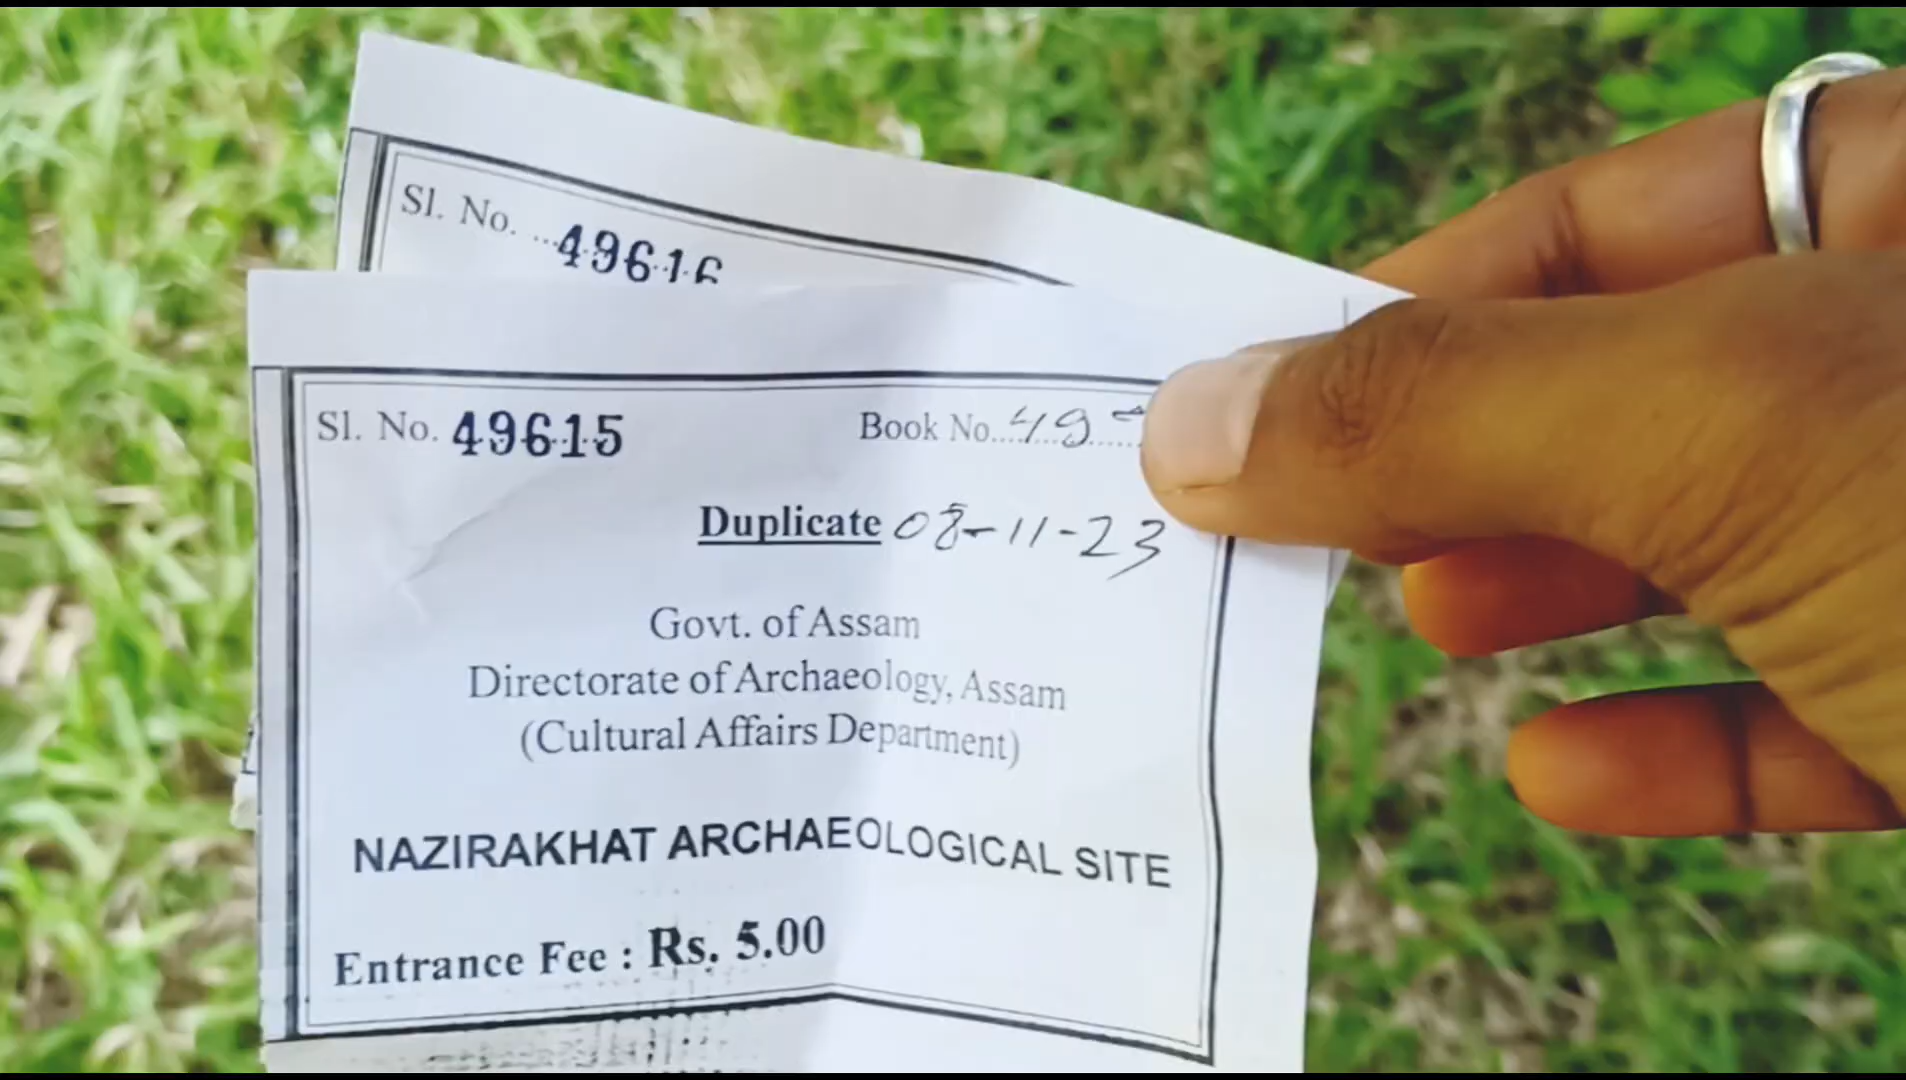 Sl. No. 49616
Sl. No. 49615 Book No. 49
Duplicate 08-11-23
Govt. of Assam
Directorate of Archaeology, Assam
(Cultural Affairs Department)
NAZIRAKHAT ARCHAEOLOGICAL SITE
Entrance Fee : Rs. 5.00